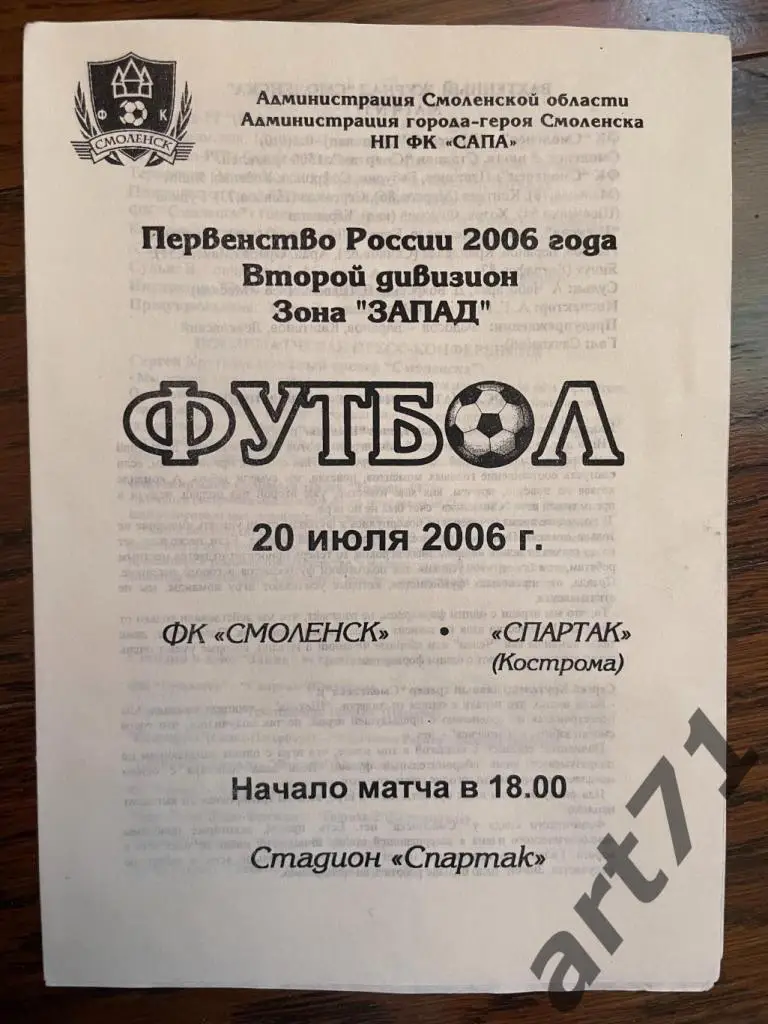 Ф К
СМОЛЕНСК
Администрация Смоленской области
Администрация города-героя Смоленска
НП ФК «САПА»
Первенство России 2006 года
Второй дивизион
Зона "ЗАПАД"
ФУТБОЛ
20 июля 2006 г.
ФК «СМОЛЕНСК» • «СПАРТАК»
(Кострома)
Начало матча в 18.00
Стадион «Спартак»
art71